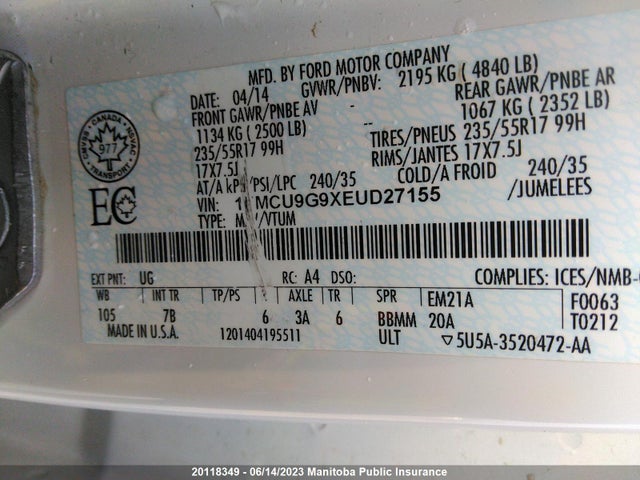 MFD. BY FORD MOTOR COMPANY
DATE: 04/14 GVWR/PNBV: 2195 KG ( 4840 LB)
FRONT GAWR/PNBE AV REAR GAWR/PNBE AR
1134 KG ( 2500 LB) -- 1067 KG ( 2352 LB)
235/55R17 99H -- TIRES/PNEUS 235/55R17 99H
17X7.5J RIMS/JANTES 17X7.5J
AT/A kPa/PSI/LPC 240/35 COLD/A FROID 240/35
VIN: MCU9G9XEUD27155 /JUMELEES
TYPE: /VTUM
CANADA
977
TRANSPORT
EC
EXT PNT: UG RC: A4 DSO: COMPLIES: ICES/NMB-
WB INT TR TP/PS AXLE TR SPR EM21A F0063
105 7B 6 3A 6 BBMM 20A T0212
MADE IN U.S.A. 1201404195511 ULT ▽5U5A-3520472-AA
20118349 - 06/14/2023 Manitoba Public Insurance